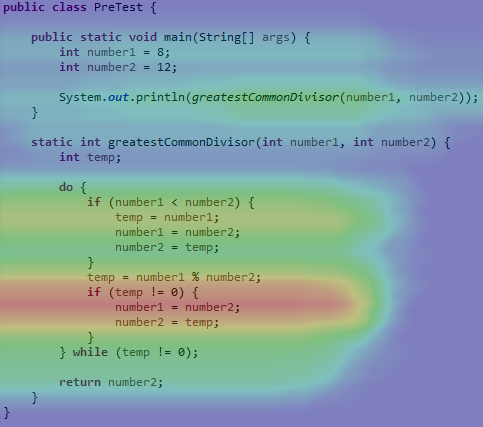 public class PreTest {
    public static void main(String[] args) {
        int number1 = 8;
        int number2 = 12;
        System.out.println(greatestCommonDivisor(number1, number2));
    }
    static int greatestCommonDivisor(int number1, int number2) {
        int temp;
        do {
            if (number1 < number2) {
                temp = number1;
                number1 = number2;
                number2 = temp;
            }
            temp = number1 % number2;
            if (temp != 0) {
                number1 = number2;
                number2 = temp;
            }
        } while (temp != 0);
        return number2;
    }
}